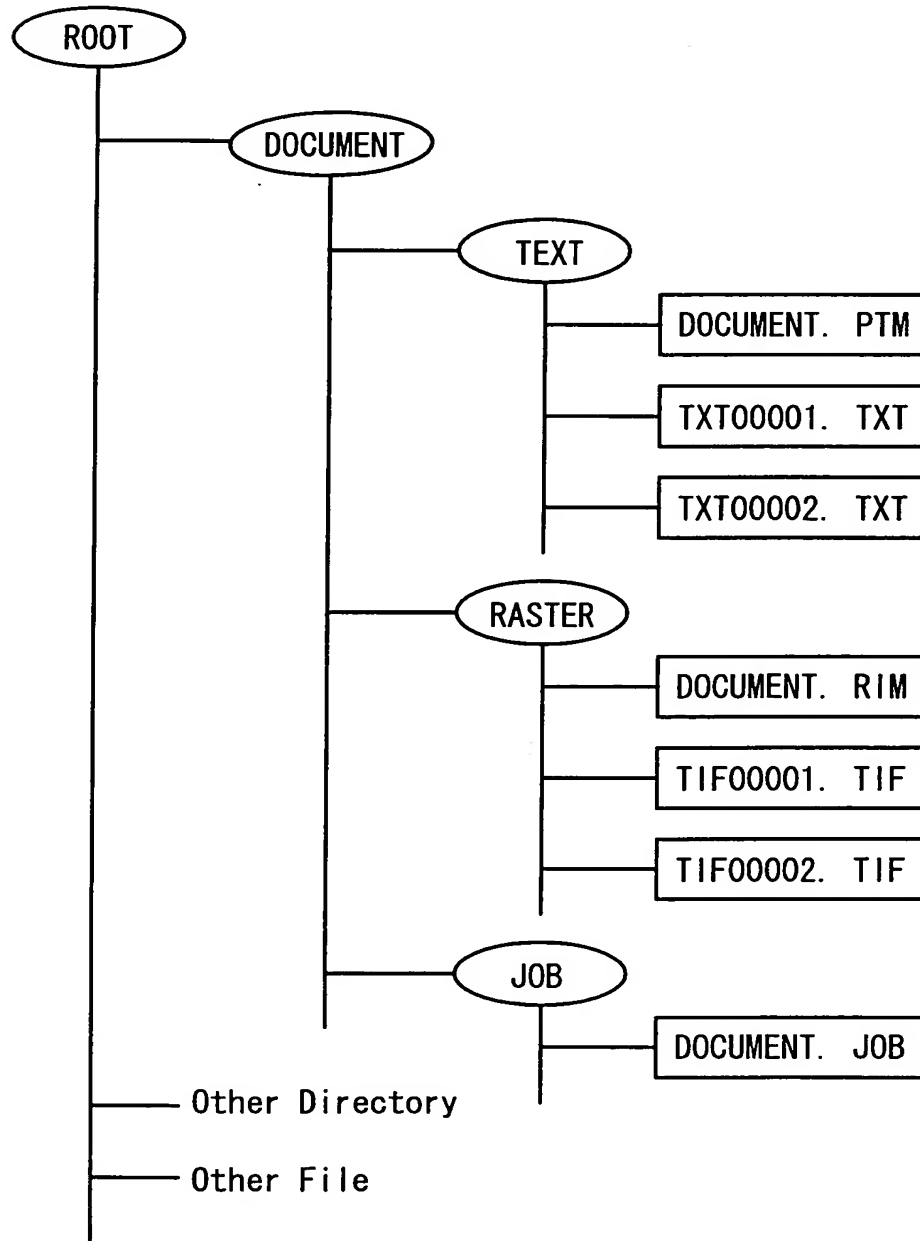 ROOT
DOCUMENT
TEXT
DOCUMENT. PTM
TXT00001. TXT
TXT00002. TXT
RASTER
DOCUMENT. RIM
TIF00001. TIF
TIF00002. TIF
JOB
DOCUMENT. JOB
Other Directory
Other File